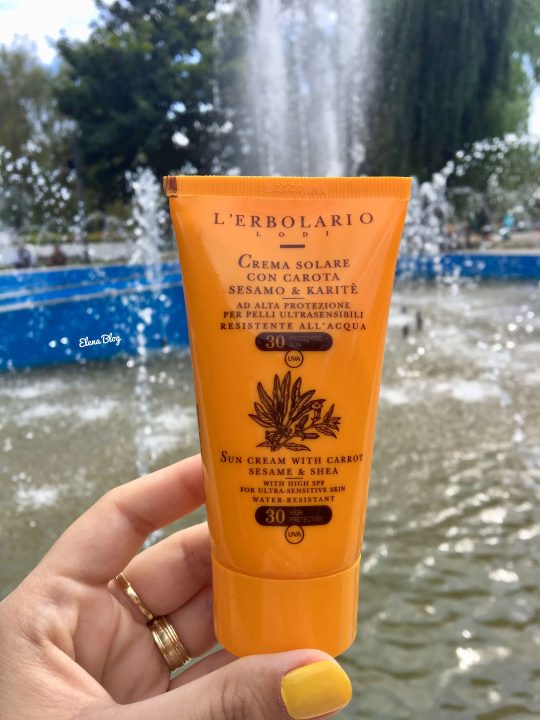 L'ERBOLARIO
LODI
CREMA SOLARE
CON CAROTA
SESAMO & KARITÈ
AD ALTA PROTEZIONE
PER PELLI ULTRASENSIBILI
RESISTENTE ALL'ACQUA
30 PROTEZIONE
ALTA
UVA
Elena Blog
SUN CREAM WITH CARROT
SESAME & SHEA
WITH HIGH SPF
FOR ULTRA-SENSITIVE SKIN
WATER-RESISTANT
30 HIGH
PROTECTION
UVA